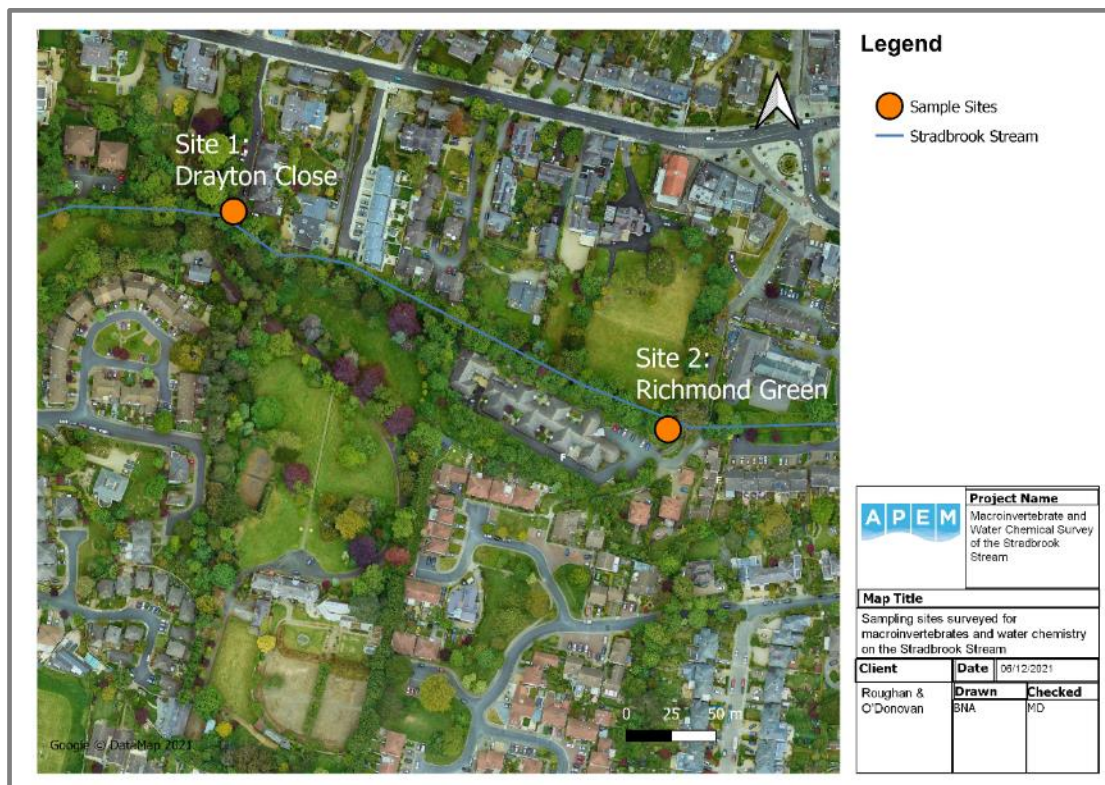 Legend
Sample Sites
Stradbrook Stream
Site 1:
Drayton Close
Site 2:
Richmond Green
0 25 50 m
Google © DataMap 2021
APEM
Project Name
Macroinvertebrate and
Water Chemical Survey
of the Stradbrook
Stream
Map Title
Sampling sites surveyed for
macroinvertebrates and water chemistry
on the Stradbrook Stream
Client
Date 06/12/2021
Roughan &
O'Donovan
Drawn Checked
BNA MD